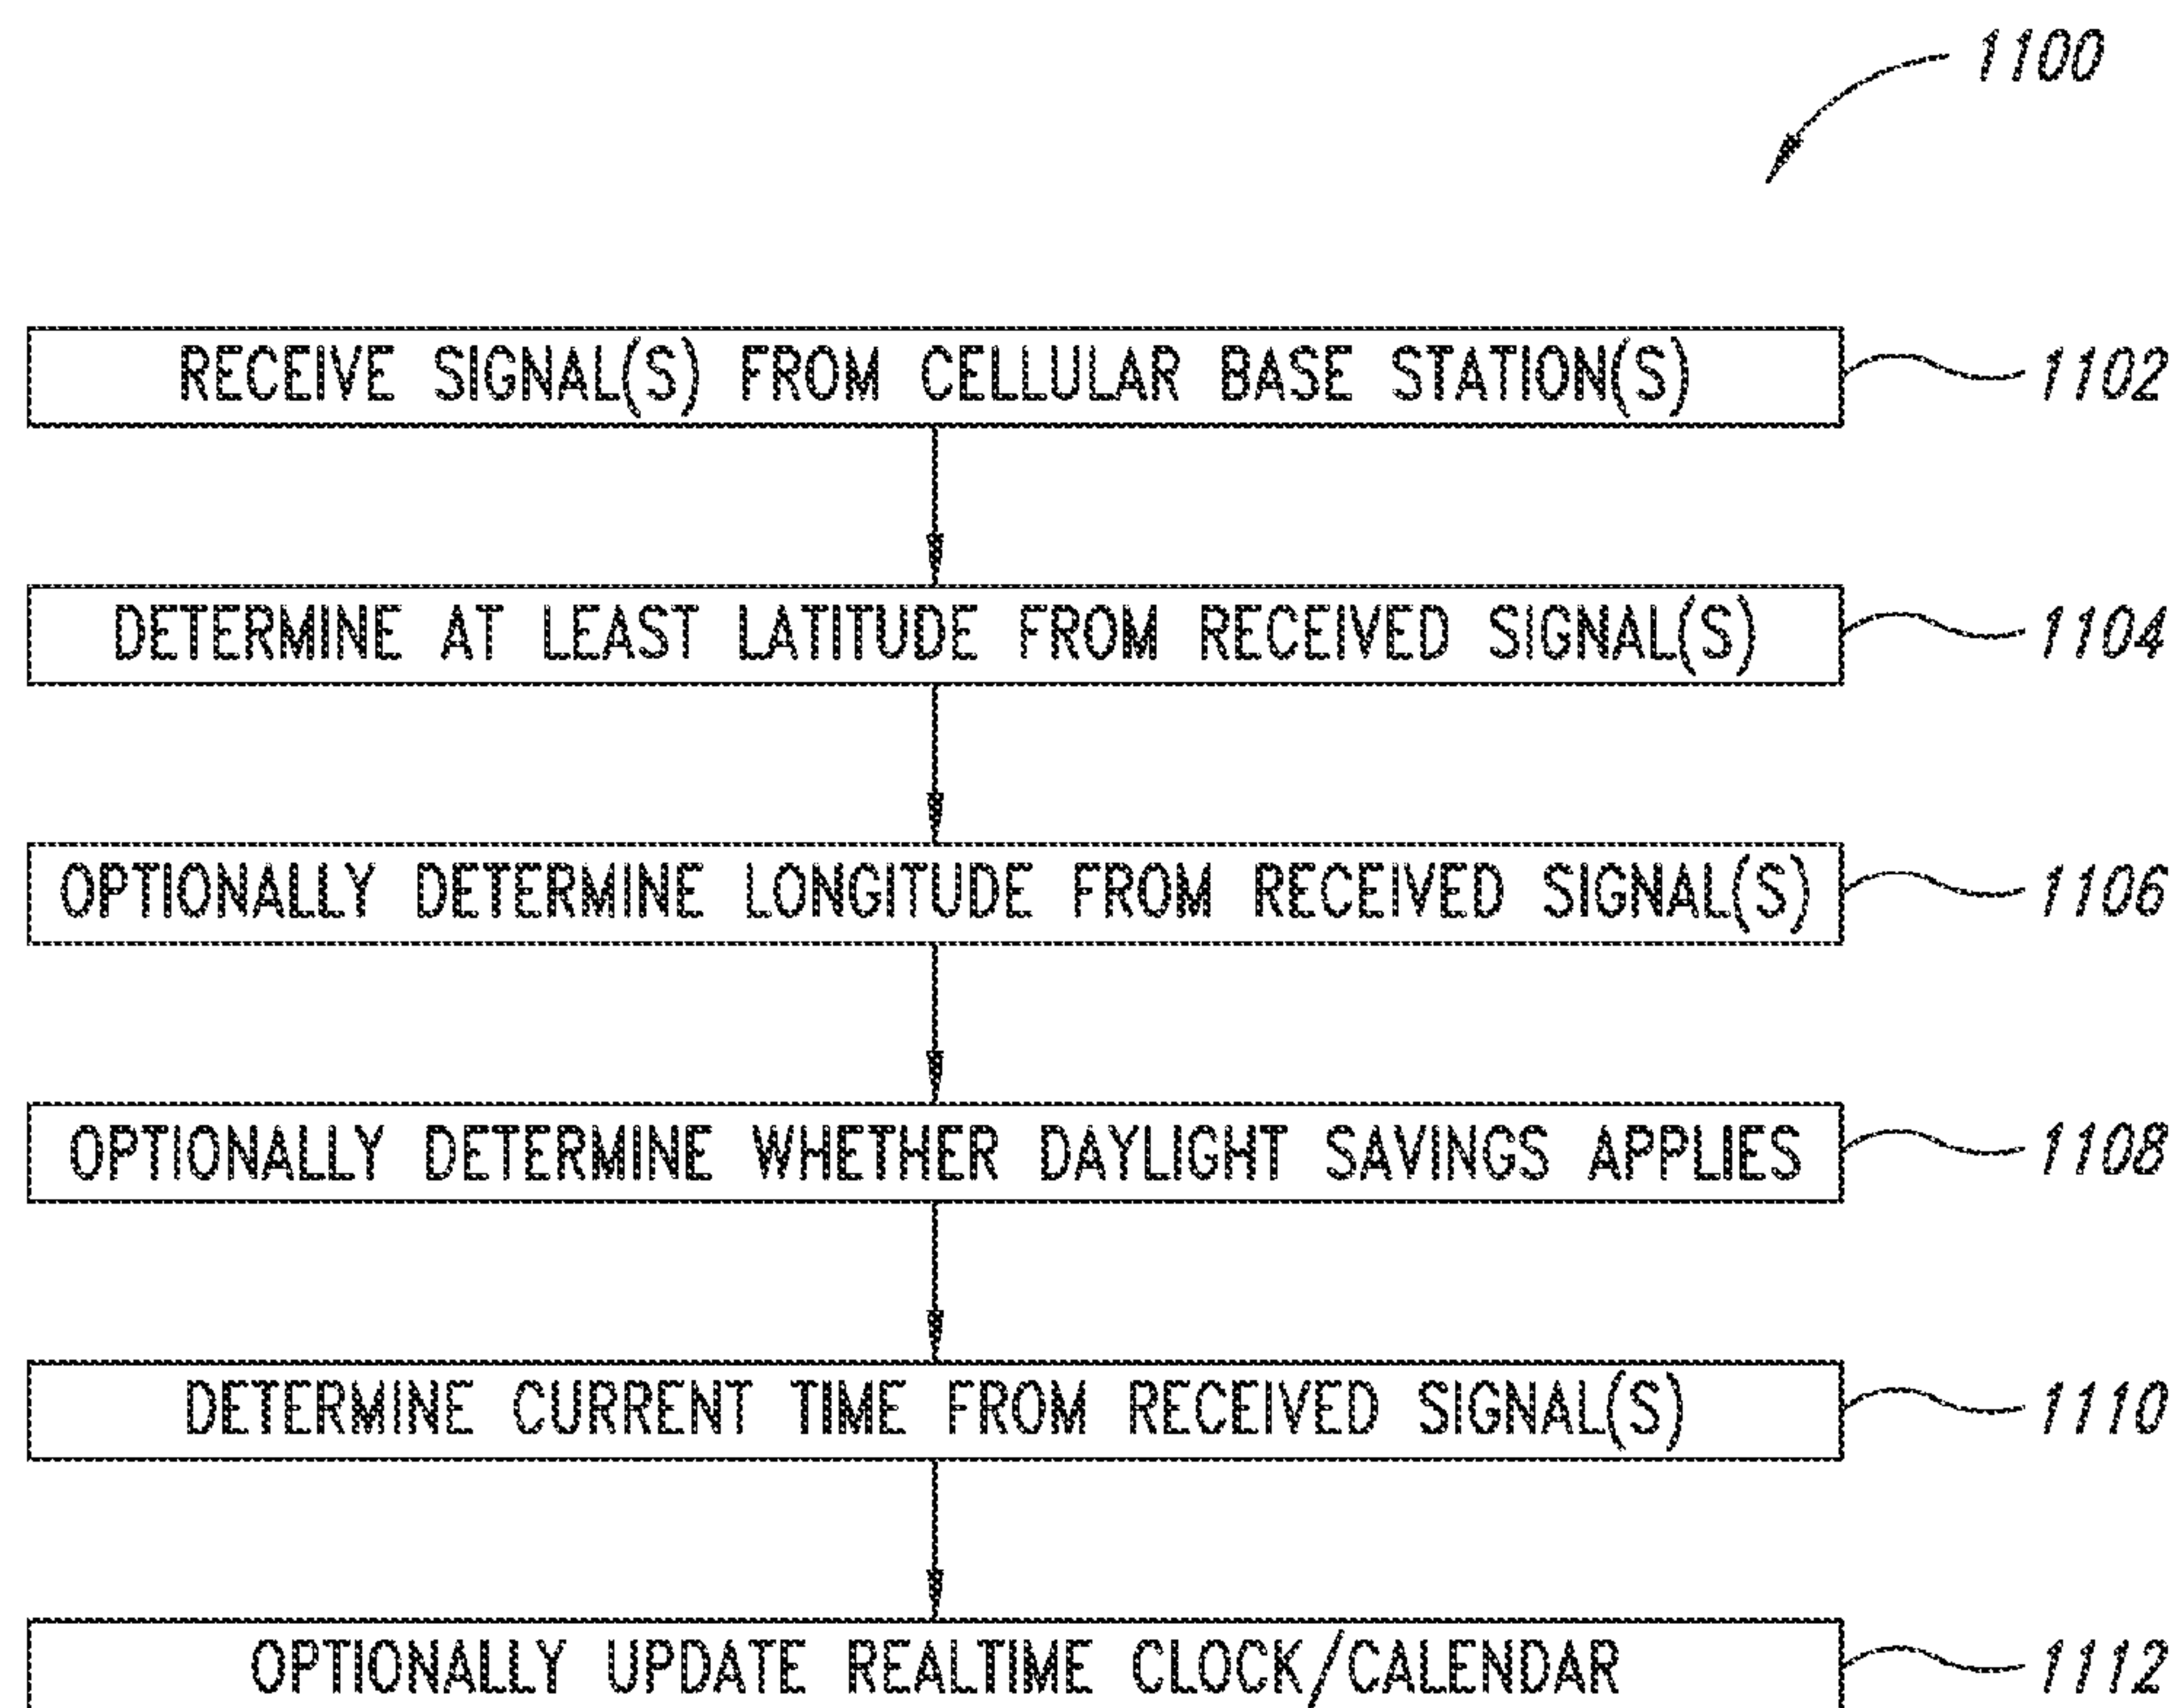 1100
RECEIVE SIGNAL(S) FROM CELLULAR BASE STATION(S) 1102
DETERMINE AT LEAST LATITUDE FROM RECEIVED SIGNAL(S) 1104
OPTIONALLY DETERMINE LONGITUDE FROM RECEIVED SIGNAL(S) 1106
OPTIONALLY DETERMINE WHETHER DAYLIGHT SAVINGS APPLIES 1108
DETERMINE CURRENT TIME FROM RECEIVED SIGNAL(S) 1110
OPTIONALLY UPDATE REALTIME CLOCK/CALENDAR 1112